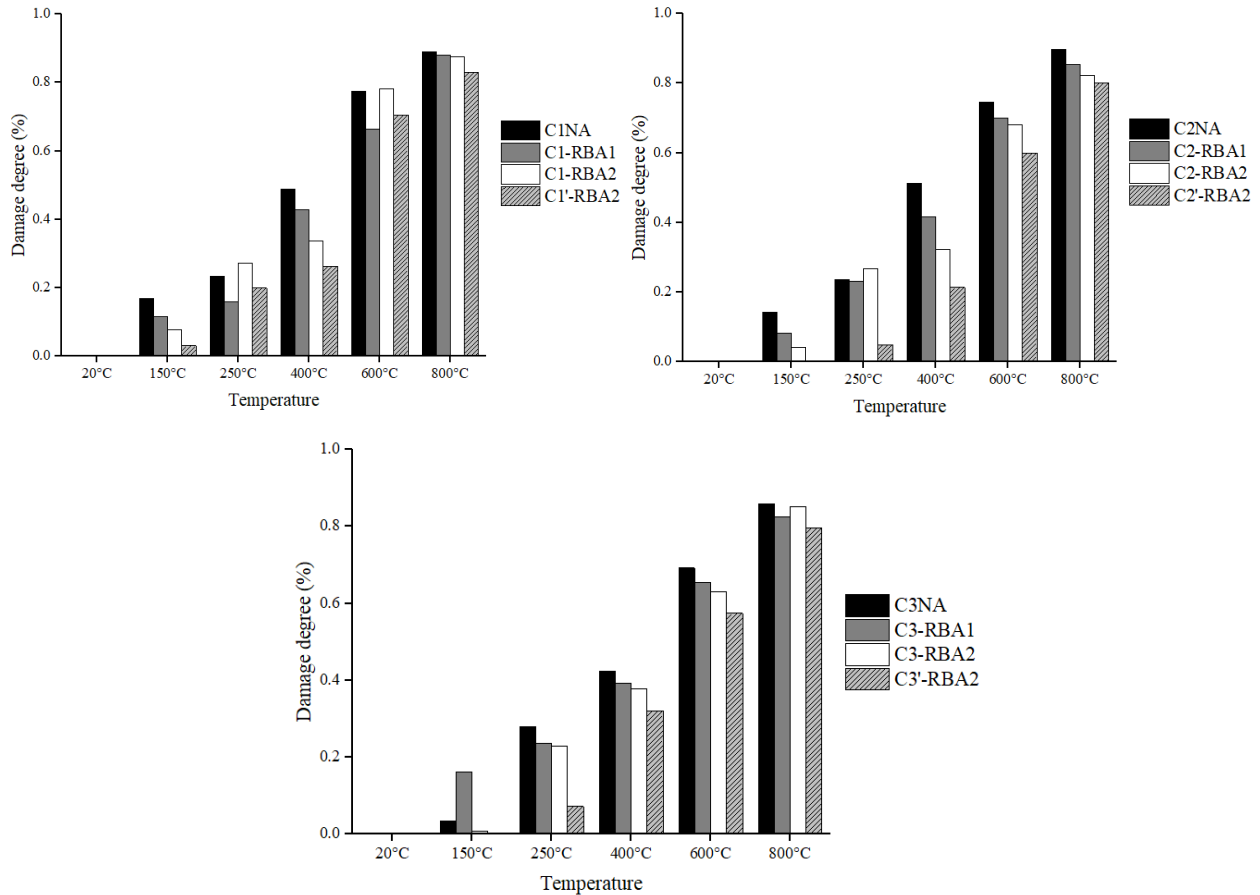 Damage degree (%)
1.0
0.8
0.6
0.4
0.2
0.0
20°C 150°C 250°C 400°C 600°C 800°C
Temperature
C1NA
C1-RBA1
C1-RBA2
C1'-RBA2
Damage degree (%)
1.0
0.8
0.6
0.4
0.2
0.0
20°C 150°C 250°C 400°C 600°C 800°C
Temperature
C2NA
C2-RBA1
C2-RBA2
C2'-RBA2
Damage degree (%)
1.0
0.8
0.6
0.4
0.2
0.0
20°C 150°C 250°C 400°C 600°C 800°C
Temperature
C3NA
C3-RBA1
C3-RBA2
C3'-RBA2